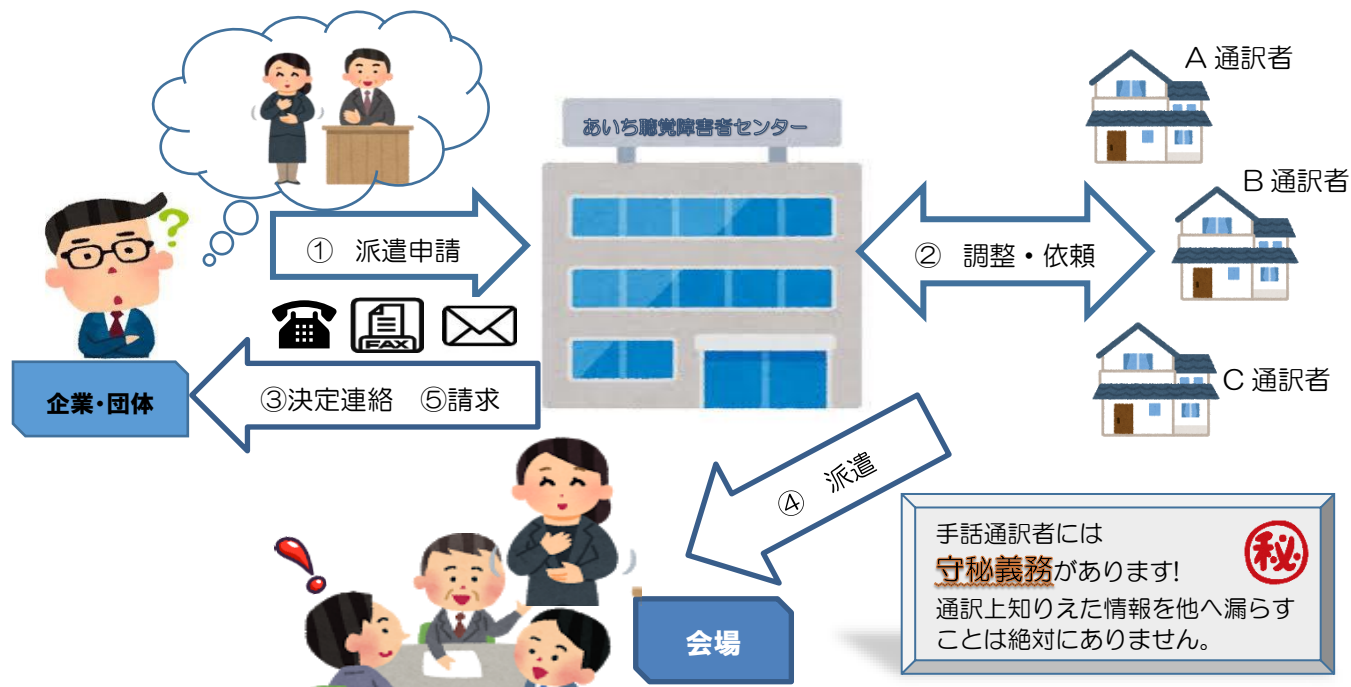 あいち聴覚障害者センター
A 通訳者
B 通訳者
C 通訳者
① 派遣申請
② 調整・依頼
FAX
企業・団体
③決定連絡 ⑤請求
④ 派遣
会場
手話通訳者には
守秘義務があります!
通訳上知りえた情報を他へ漏らす
ことは絶対にありません。
秘